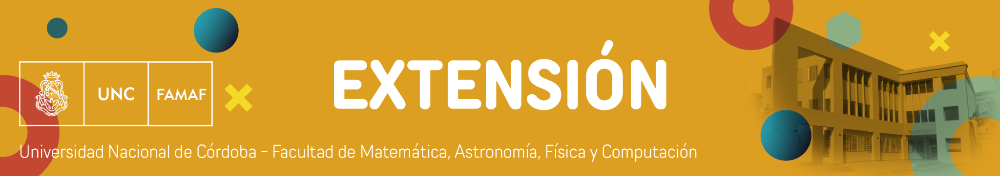 EXTENSIÓN
UNC
FAMAF
Universidad Nacional de Córdoba - Facultad de Matemática, Astronomía, Física y Computación